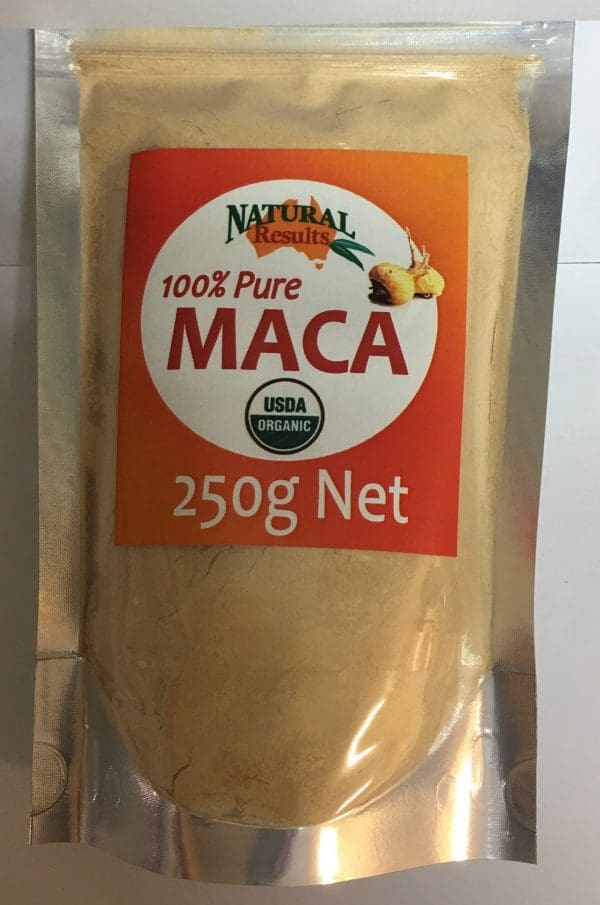 NATURAL
Results
100% Pure
MACA
USDA
ORGANIC
250g Net